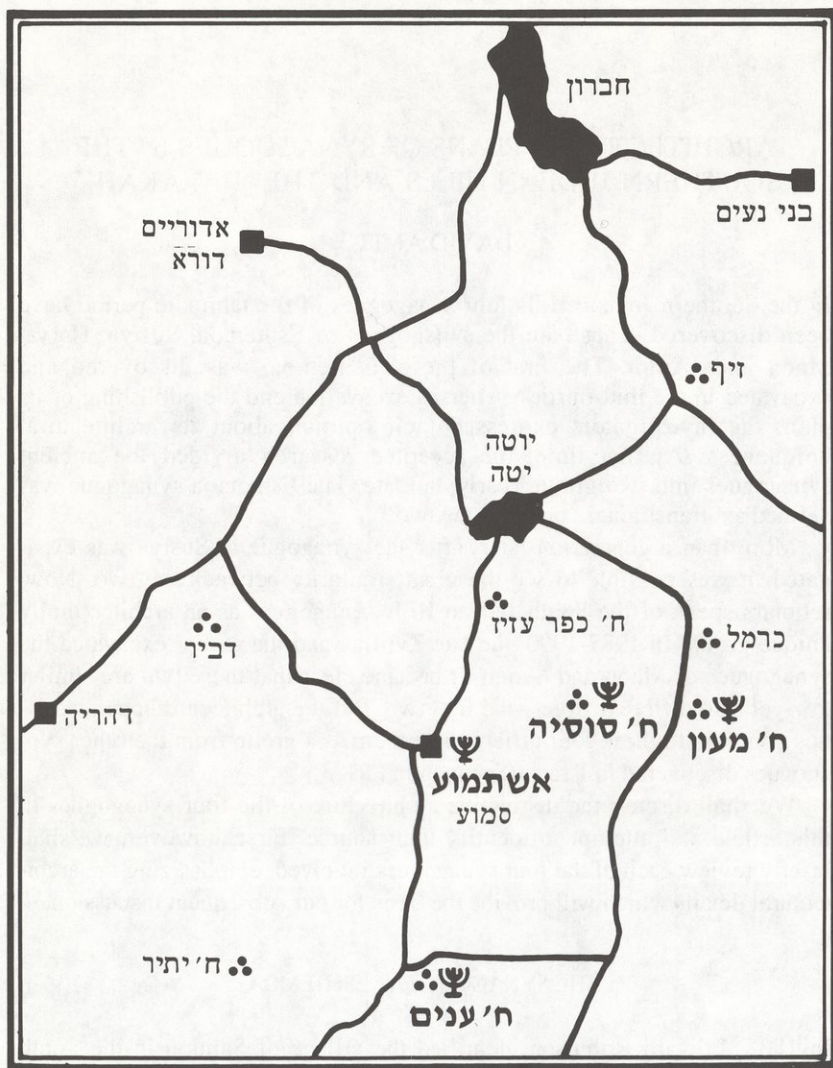 חברון
בני נעים
אדוריים
דורא
זיף
יוטה
יטה
ח׳ כפר עזיז
כרמל
דביר
ח׳ סוסיה
ח׳ מעון
דהריה
אשתמוע
סמוע
ח׳ יתיר
ח׳ ענים